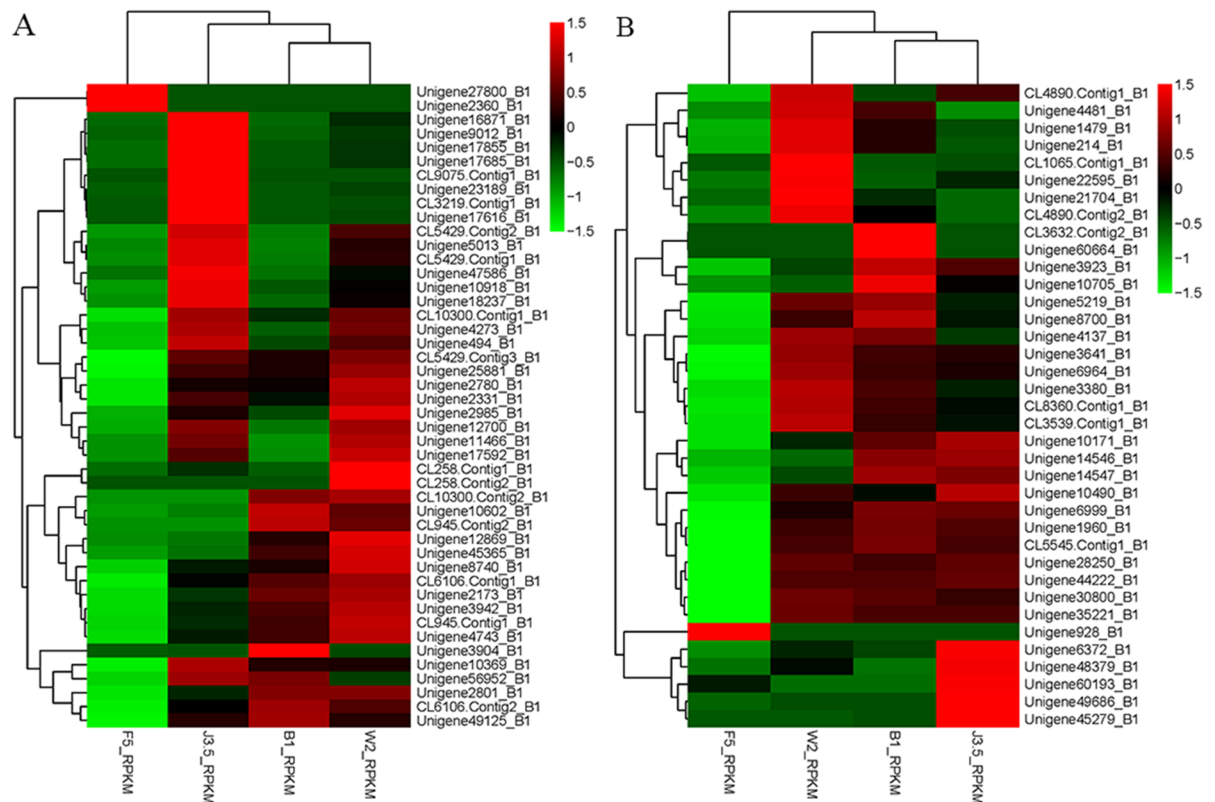 A
1.5
1
0.5
0
−0.5
−1
−1.5
Unigene27800_B1
Unigene2360_B1
Unigene16871_B1
Unigene9012_B1
Unigene17855_B1
Unigene17685_B1
CL9075.Contig1_B1
Unigene23189_B1
CL3219.Contig1_B1
Unigene17616_B1
CL5429.Contig2_B1
Unigene5013_B1
CL5429.Contig1_B1
Unigene47586_B1
Unigene10918_B1
Unigene18237_B1
CL10300.Contig1_B1
Unigene4273_B1
Unigene494_B1
CL5429.Contig3_B1
Unigene25881_B1
Unigene2780_B1
Unigene2331_B1
Unigene2985_B1
Unigene12700_B1
Unigene11466_B1
Unigene17592_B1
CL258.Contig1_B1
CL258.Contig2_B1
CL10300.Contig2_B1
Unigene10602_B1
CL945.Contig2_B1
Unigene12869_B1
Unigene45365_B1
Unigene8740_B1
CL6106.Contig1_B1
Unigene2173_B1
Unigene3942_B1
CL945.Contig1_B1
Unigene4743_B1
Unigene3904_B1
Unigene10369_B1
Unigene56952_B1
Unigene2801_B1
CL6106.Contig2_B1
Unigene49125_B1
F5_RPKM
J3.5_RPKM
B1_RPKM
W2_RPKM
B
1.5
1
0.5
0
−0.5
−1
−1.5
CL4890.Contig1_B1
Unigene4481_B1
Unigene1479_B1
Unigene214_B1
CL1065.Contig1_B1
Unigene22595_B1
Unigene21704_B1
CL4890.Contig2_B1
CL3632.Contig2_B1
Unigene60664_B1
Unigene3923_B1
Unigene10705_B1
Unigene5219_B1
Unigene8700_B1
Unigene4137_B1
Unigene3641_B1
Unigene6964_B1
Unigene3380_B1
CL8360.Contig1_B1
CL3539.Contig1_B1
Unigene10171_B1
Unigene14546_B1
Unigene14547_B1
Unigene10490_B1
Unigene6999_B1
Unigene1960_B1
CL5545.Contig1_B1
Unigene28250_B1
Unigene44222_B1
Unigene30800_B1
Unigene35221_B1
Unigene928_B1
Unigene6372_B1
Unigene48379_B1
Unigene60193_B1
Unigene49686_B1
Unigene45279_B1
F5_RPKM
W2_RPKM
B1_RPKM
J3.5_RPKM